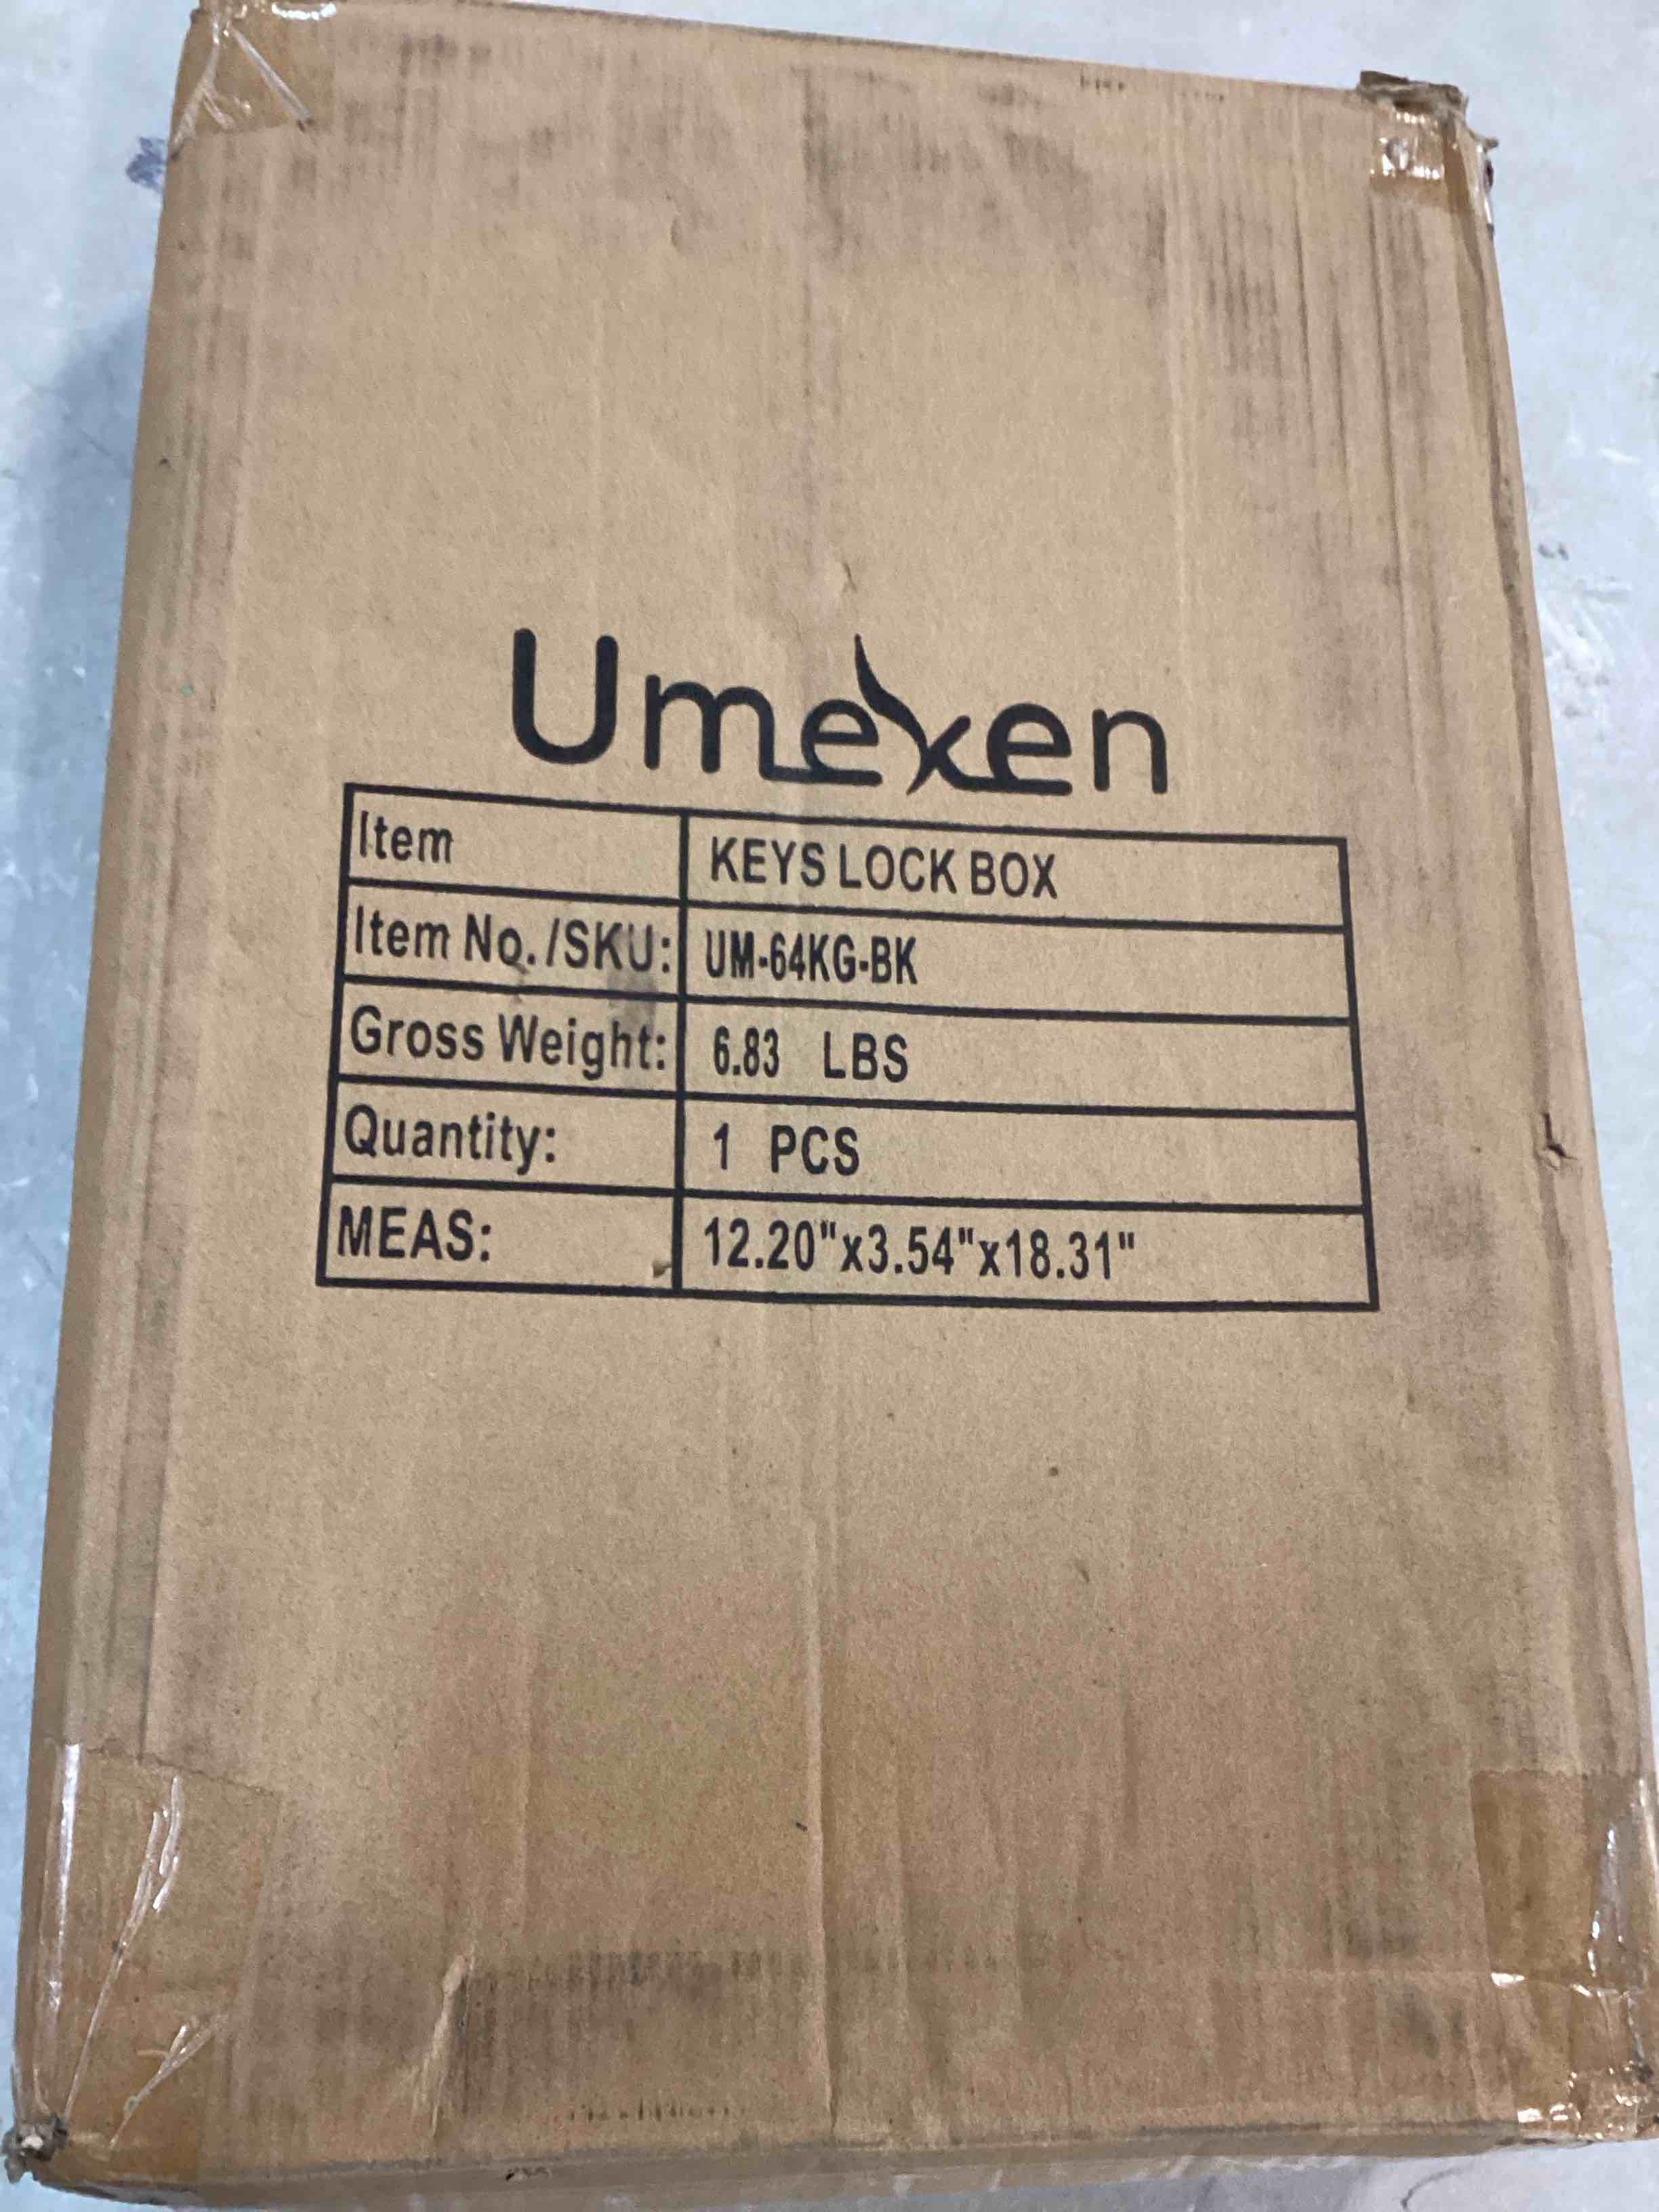 Umexen
Item KEYS LOCK BOX
Item No./SKU: UM-64KG-BK
Gross Weight: 6.83 LBS
Quantity: 1 PCS
MEAS: 12.20"x3.54"x18.31"